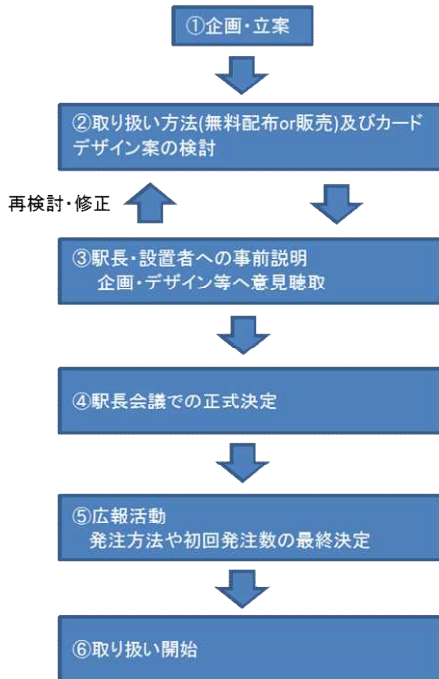 ①企画・立案
②取り扱い方法(無料配布or販売)及びカード
デザイン案の検討
再検討・修正
③駅長・設置者への事前説明
企画・デザイン等へ意見聴取
④駅長会議での正式決定
⑤広報活動
発注方法や初回発注数の最終決定
⑥取り扱い開始